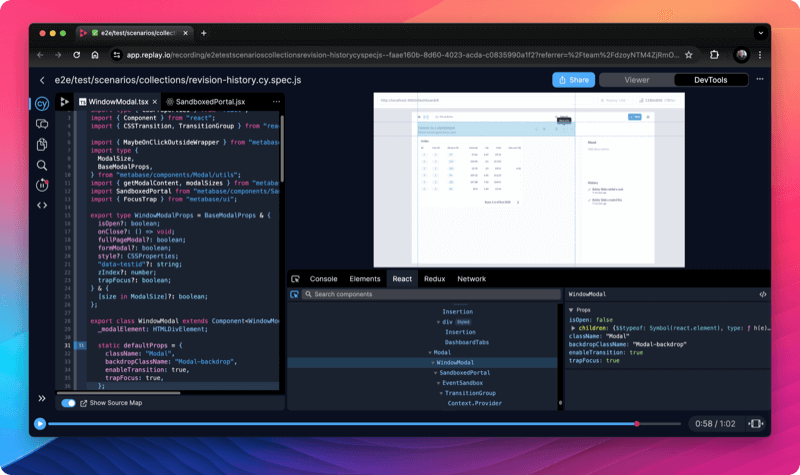 e2e/test/scenarios/collections/
app.replay.io/recording/e2etestscenarioscollectionsrevision-historycyspecjs--faae160b-8d60-4023-acda-c0835990a1f2?referrer=%2Fteam%2FdzoyNTM4ZjRmO...
e2e/test/scenarios/collections/revision-history.cy.spec.js
Share
Viewer
DevTools
cy
WindowModal.tsx
SandboxedPortal.jsx
import { Component } from "react";
import { CSSTransition, TransitionGroup } from "rea
import { MaybeOnClickOutsideWrapper } from "metabas
import type {
ModalSize,
BaseModalProps,
} from "metabase/components/Modal/utils";
import { getModalContent, modalSizes } from "metaba
import SandboxedPortal from "metabase/components/Sa
import { FocusTrap } from "metabase/ui";
export type WindowModalProps = BaseModalProps & {
isOpen?: boolean;
onClose?: () => void;
fullPageModal?: boolean;
formModal?: boolean;
style?: CSSProperties;
"data-testid"?: string;
zIndex?: number;
trapFocus?: boolean;
} & {
[size in ModalSize]?: boolean;
};
export class WindowModal extends Component<WindowMo
_modalElement: HTMLDivElement;
31
static defaultProps = {
className: "Modal",
backdropClassName: "Modal-backdrop",
enableTransition: true,
trapFocus: true,
};
Show Source Map
Console
Elements
React
Redux
Network
Search components
Insertion
div
Insertion
DashboardTabs
Modal
WindowModal
SandboxedPortal
EventSandbox
TransitionGroup
Context.Provider
WindowModal
Props
isOpen: false
children: {$$typeof: Symbol(react.element), type: ƒ h(e)…
className: "Modal"
backdropClassName: "Modal-backdrop"
enableTransition: true
trapFocus: true
0:58 / 1:02